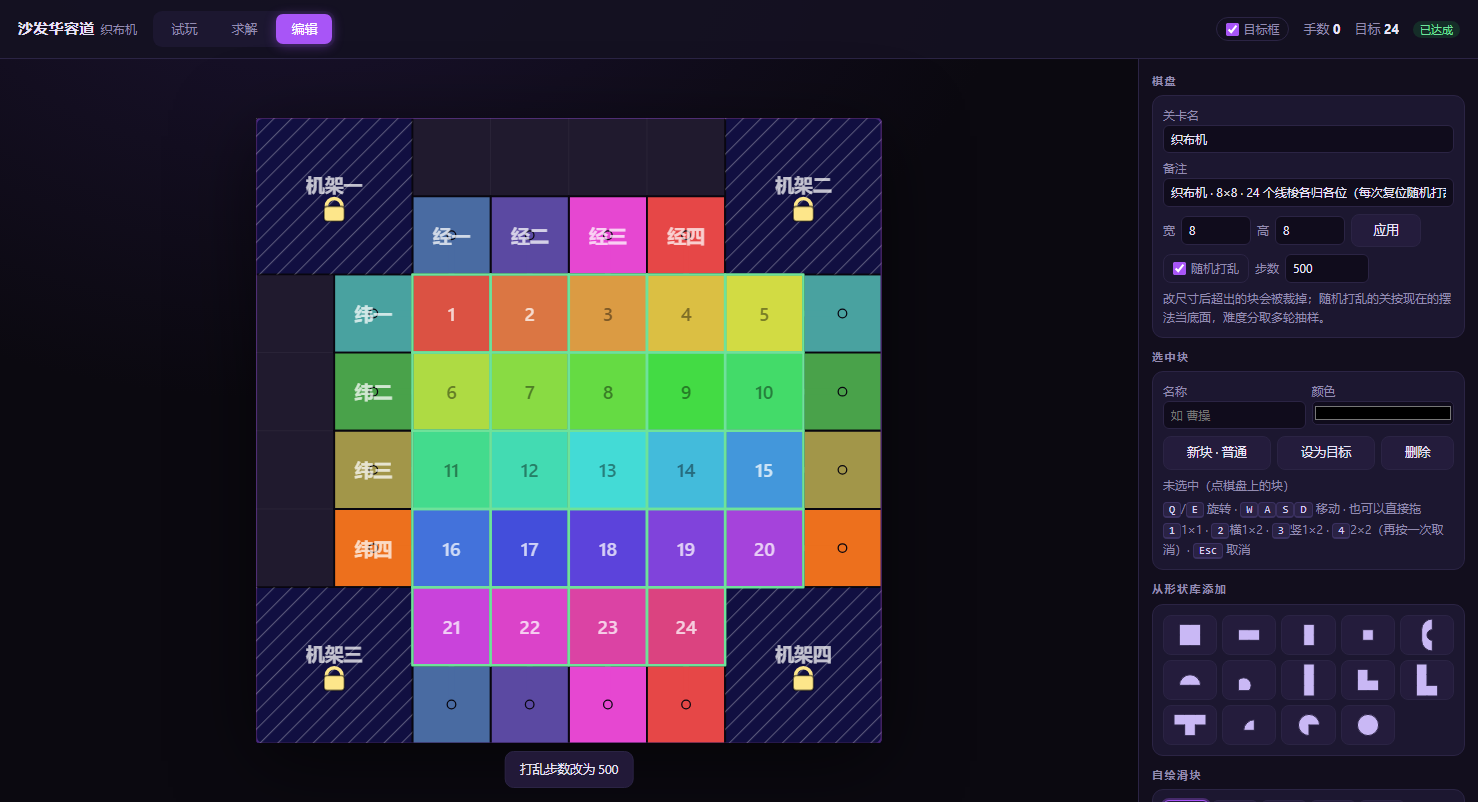 沙发华容道 织布机 试玩 求解 编辑 目标框 手数 0 目标 24 已达成
机架一 机架二
经一 经二 经三 经四
纬一 1 2 3 4 5
纬二 6 7 8 9 10
纬三 11 12 13 14 15
纬四 16 17 18 19 20
21 22 23 24
机架三 机架四
打乱步数改为 500
棋盘
关卡名
织布机
备注
织布机 · 8×8 · 24 个线梭各归各位（每次复位随机打
宽 8 高 8 应用
随机打乱 步数 500
改尺寸后超出的块会被裁掉；随机打乱的关按现在的摆
法当底面，难度分取多轮抽样。
选中块
名称 颜色
如 曹操
新块 · 普通 设为目标 删除
未选中（点棋盘上的块）
Q / E 旋转 · W A S D 移动 · 也可以直接拖
1 1×1 · 2 横1×2 · 3 竖1×2 · 4 2×2（再按一次取
消）· Esc 取消
从形状库添加
自绘滑块